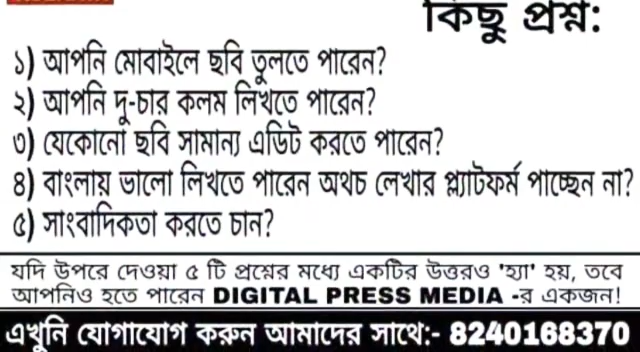 কিছু প্রশ্ন:
১) আপনি মোবাইলে ছবি তুলতে পারেন?
২) আপনি দু-চার কলম লিখতে পারেন?
৩) যেকোনো ছবি সামান্য এডিট করতে পারেন?
৪) বাংলায় ভালো লিখতে পারেন অথচ লেখার প্ল্যাটফর্ম পাচ্ছেন না?
৫) সাংবাদিকতা করতে চান?
যদি উপরে দেওয়া ৫ টি প্রশ্নের মধ্যে একটির উত্তরও 'হ্যা' হয়, তবে
আপনিও হতে পারেন DIGITAL PRESS MEDIA -র একজন!
এখুনি যোগাযোগ করুন আমাদের সাথে:- 8240168370